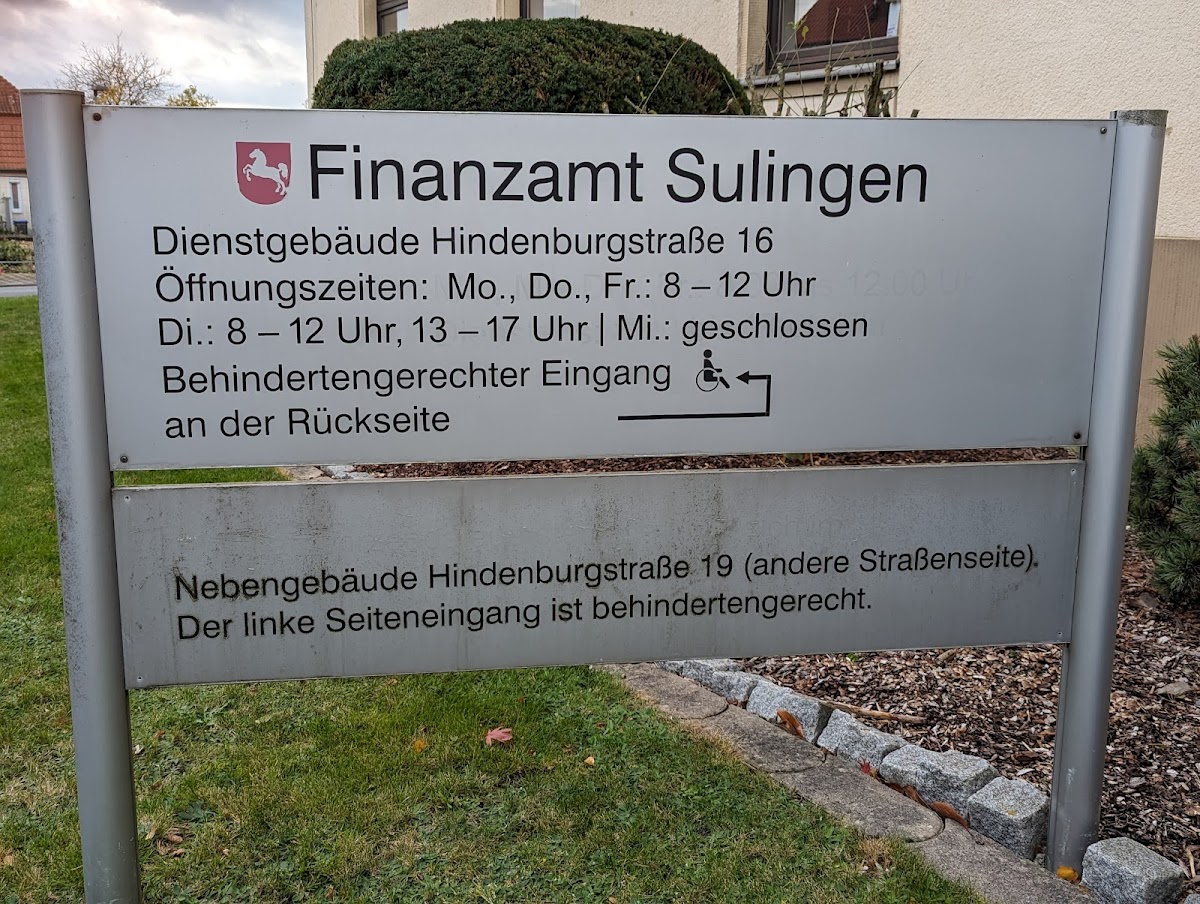 Finanzamt Sulingen
Dienstgebäude Hindenburgstraße 16
Öffnungszeiten: Mo., Do., Fr.: 8 – 12 Uhr
Di.: 8 – 12 Uhr, 13 – 17 Uhr | Mi.: geschlossen
Behindertengerechter Eingang
an der Rückseite
Nebengebäude Hindenburgstraße 19 (andere Straßenseite).
Der linke Seiteneingang ist behindertengerecht.